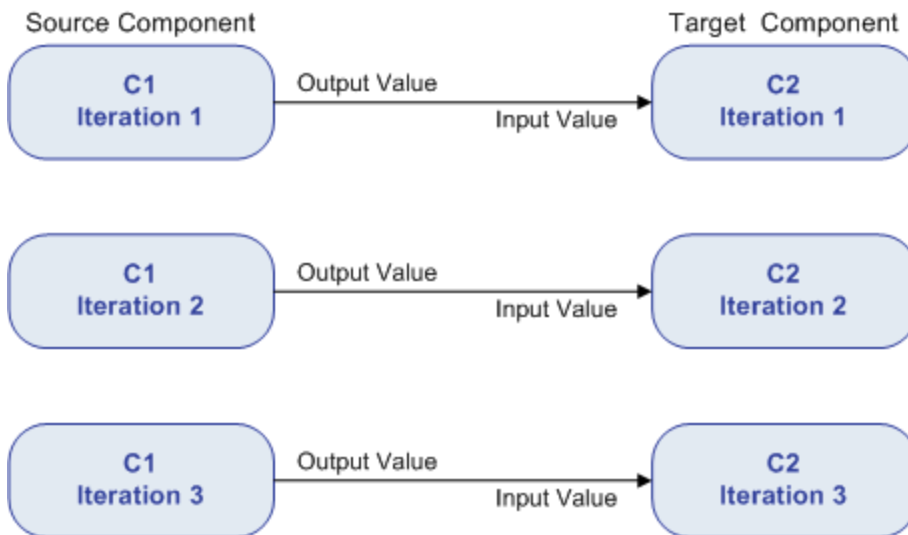 Source Component
Target Component
C1
Iteration 1
Output Value
Input Value
C2
Iteration 1
C1
Iteration 2
Output Value
Input Value
C2
Iteration 2
C1
Iteration 3
Output Value
Input Value
C2
Iteration 3